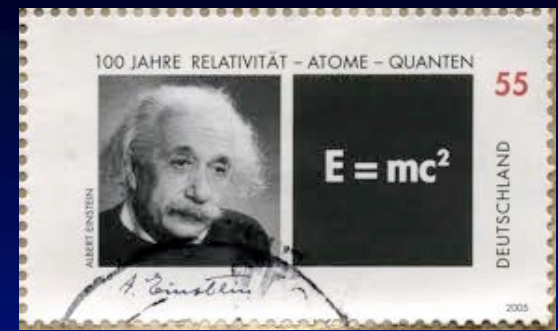 100 JAHRE RELATIVITÄT – ATOME – QUANTEN
55
ALBERT EINSTEIN
E = mc²
DEUTSCHLAND
A. Einstein
2005